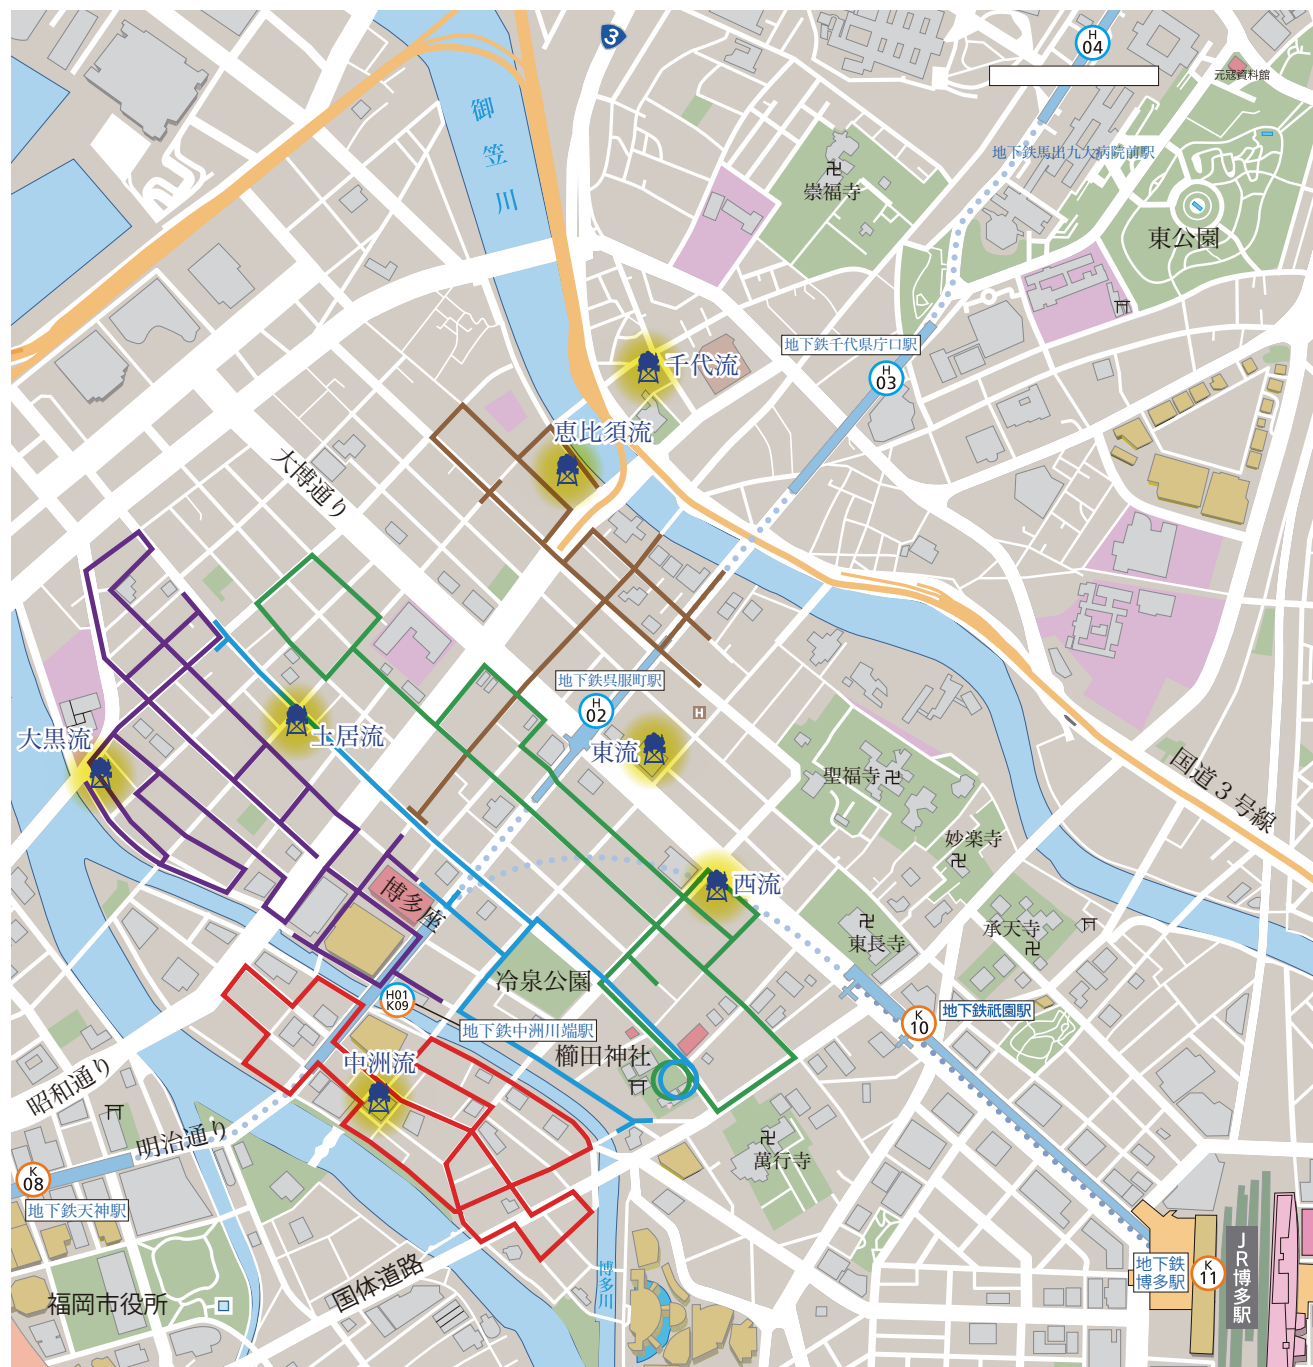 3
H
04
元寇資料館
御笠川
地下鉄馬出九大病院前駅
崇福寺
東公園
地下鉄千代県庁口駅
H
03
千代流
恵比須流
大博通り
地下鉄呉服町駅
H
02
H
大黒流
土居流
東流
聖福寺
国道3号線
妙楽寺
西流
博多座
東長寺
承天寺
冷泉公園
H01
K09
地下鉄中洲川端駅
K
10
地下鉄祇園駅
櫛田神社
中洲流
昭和通り
明治通り
萬行寺
K
08
地下鉄天神駅
国体道路
博多川
福岡市役所
地下鉄
博多駅
K
11
JR博多駅